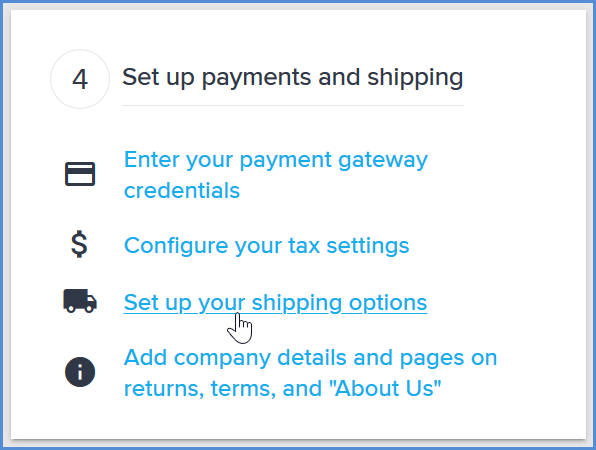 4
Set up payments and shipping
Enter your payment gateway
credentials
$
Configure your tax settings
Set up your shipping options
Add company details and pages on
returns, terms, and "About Us"